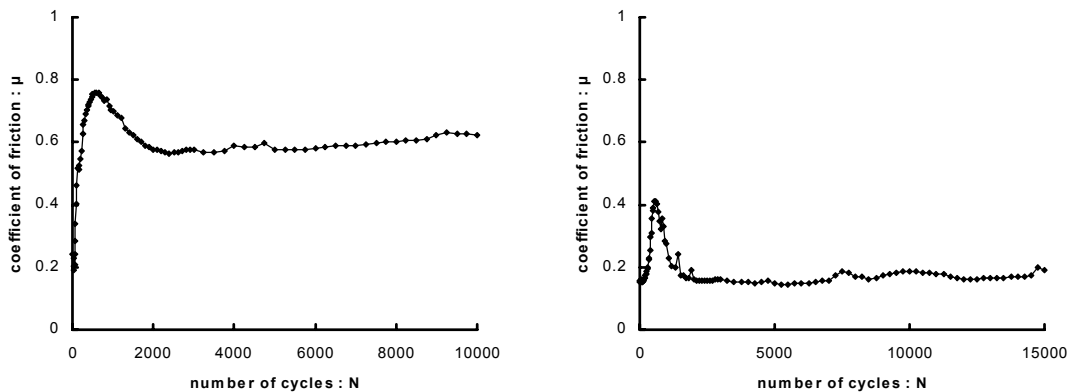 coefficient of friction : µ
1
0.8
0.6
0.4
0.2
0
0 2000 4000 6000 8000 10000
number of cycles : N
coefficient of friction : µ
1
0.8
0.6
0.4
0.2
0
0 5000 10000 15000
number of cycles : N